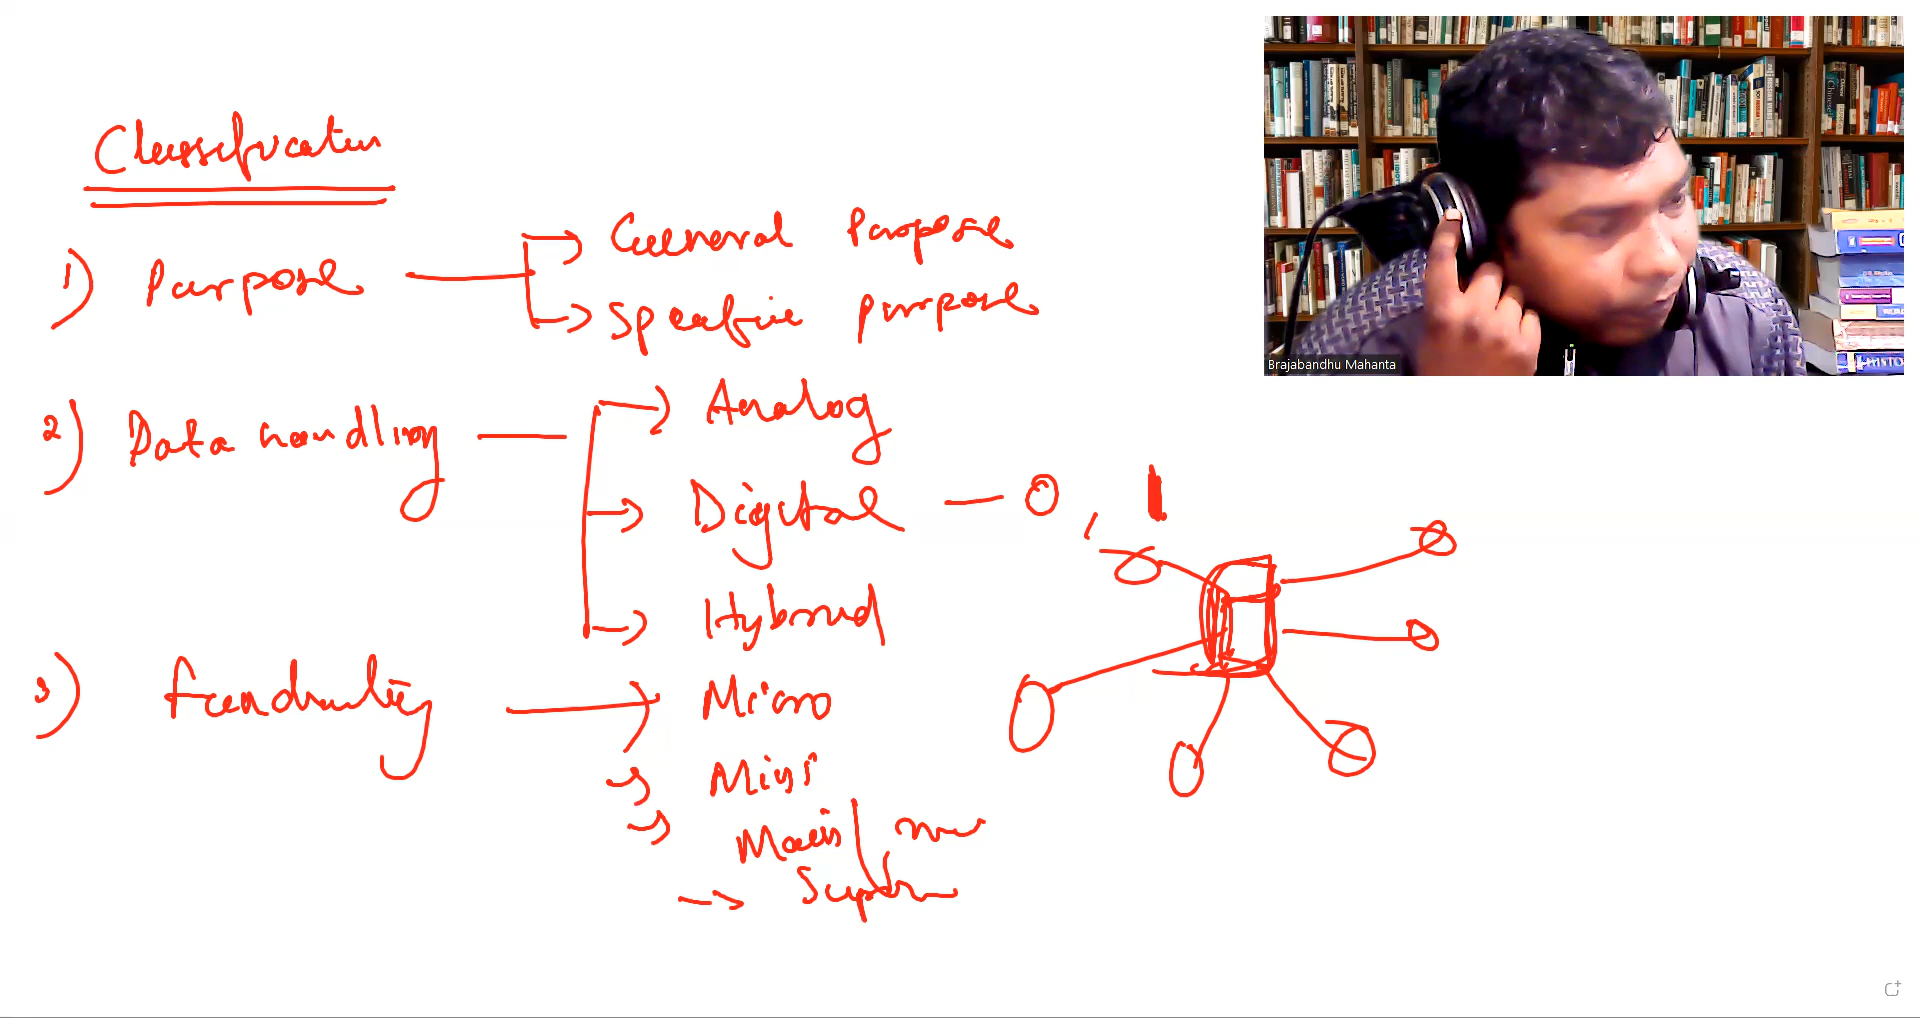 Classification
1) Purpose
General Purpose
Specific purpose
2) Data handling
Analog
Digital — 0, 1
Hybrid
3) functionality
Micro
Mini
Main
Super
Brajabandhu Mahanta